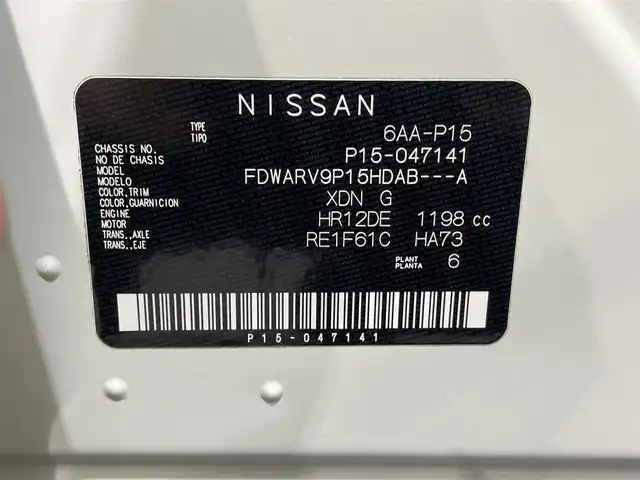 NISSAN
TYPE
TIPO
6AA-P15
CHASSIS NO.
NO DE CHASIS
P15-047141
MODEL
MODELO
FDWARV9P15HDAB---A
COLOR,TRIM
COLOR,GUARNICION
XDN G
ENGINE
MOTOR
HR12DE 1198 cc
TRANS.,AXLE
TRANS.,EJE
RE1F61C HA73
PLANT
PLANTA
6
P15-047141